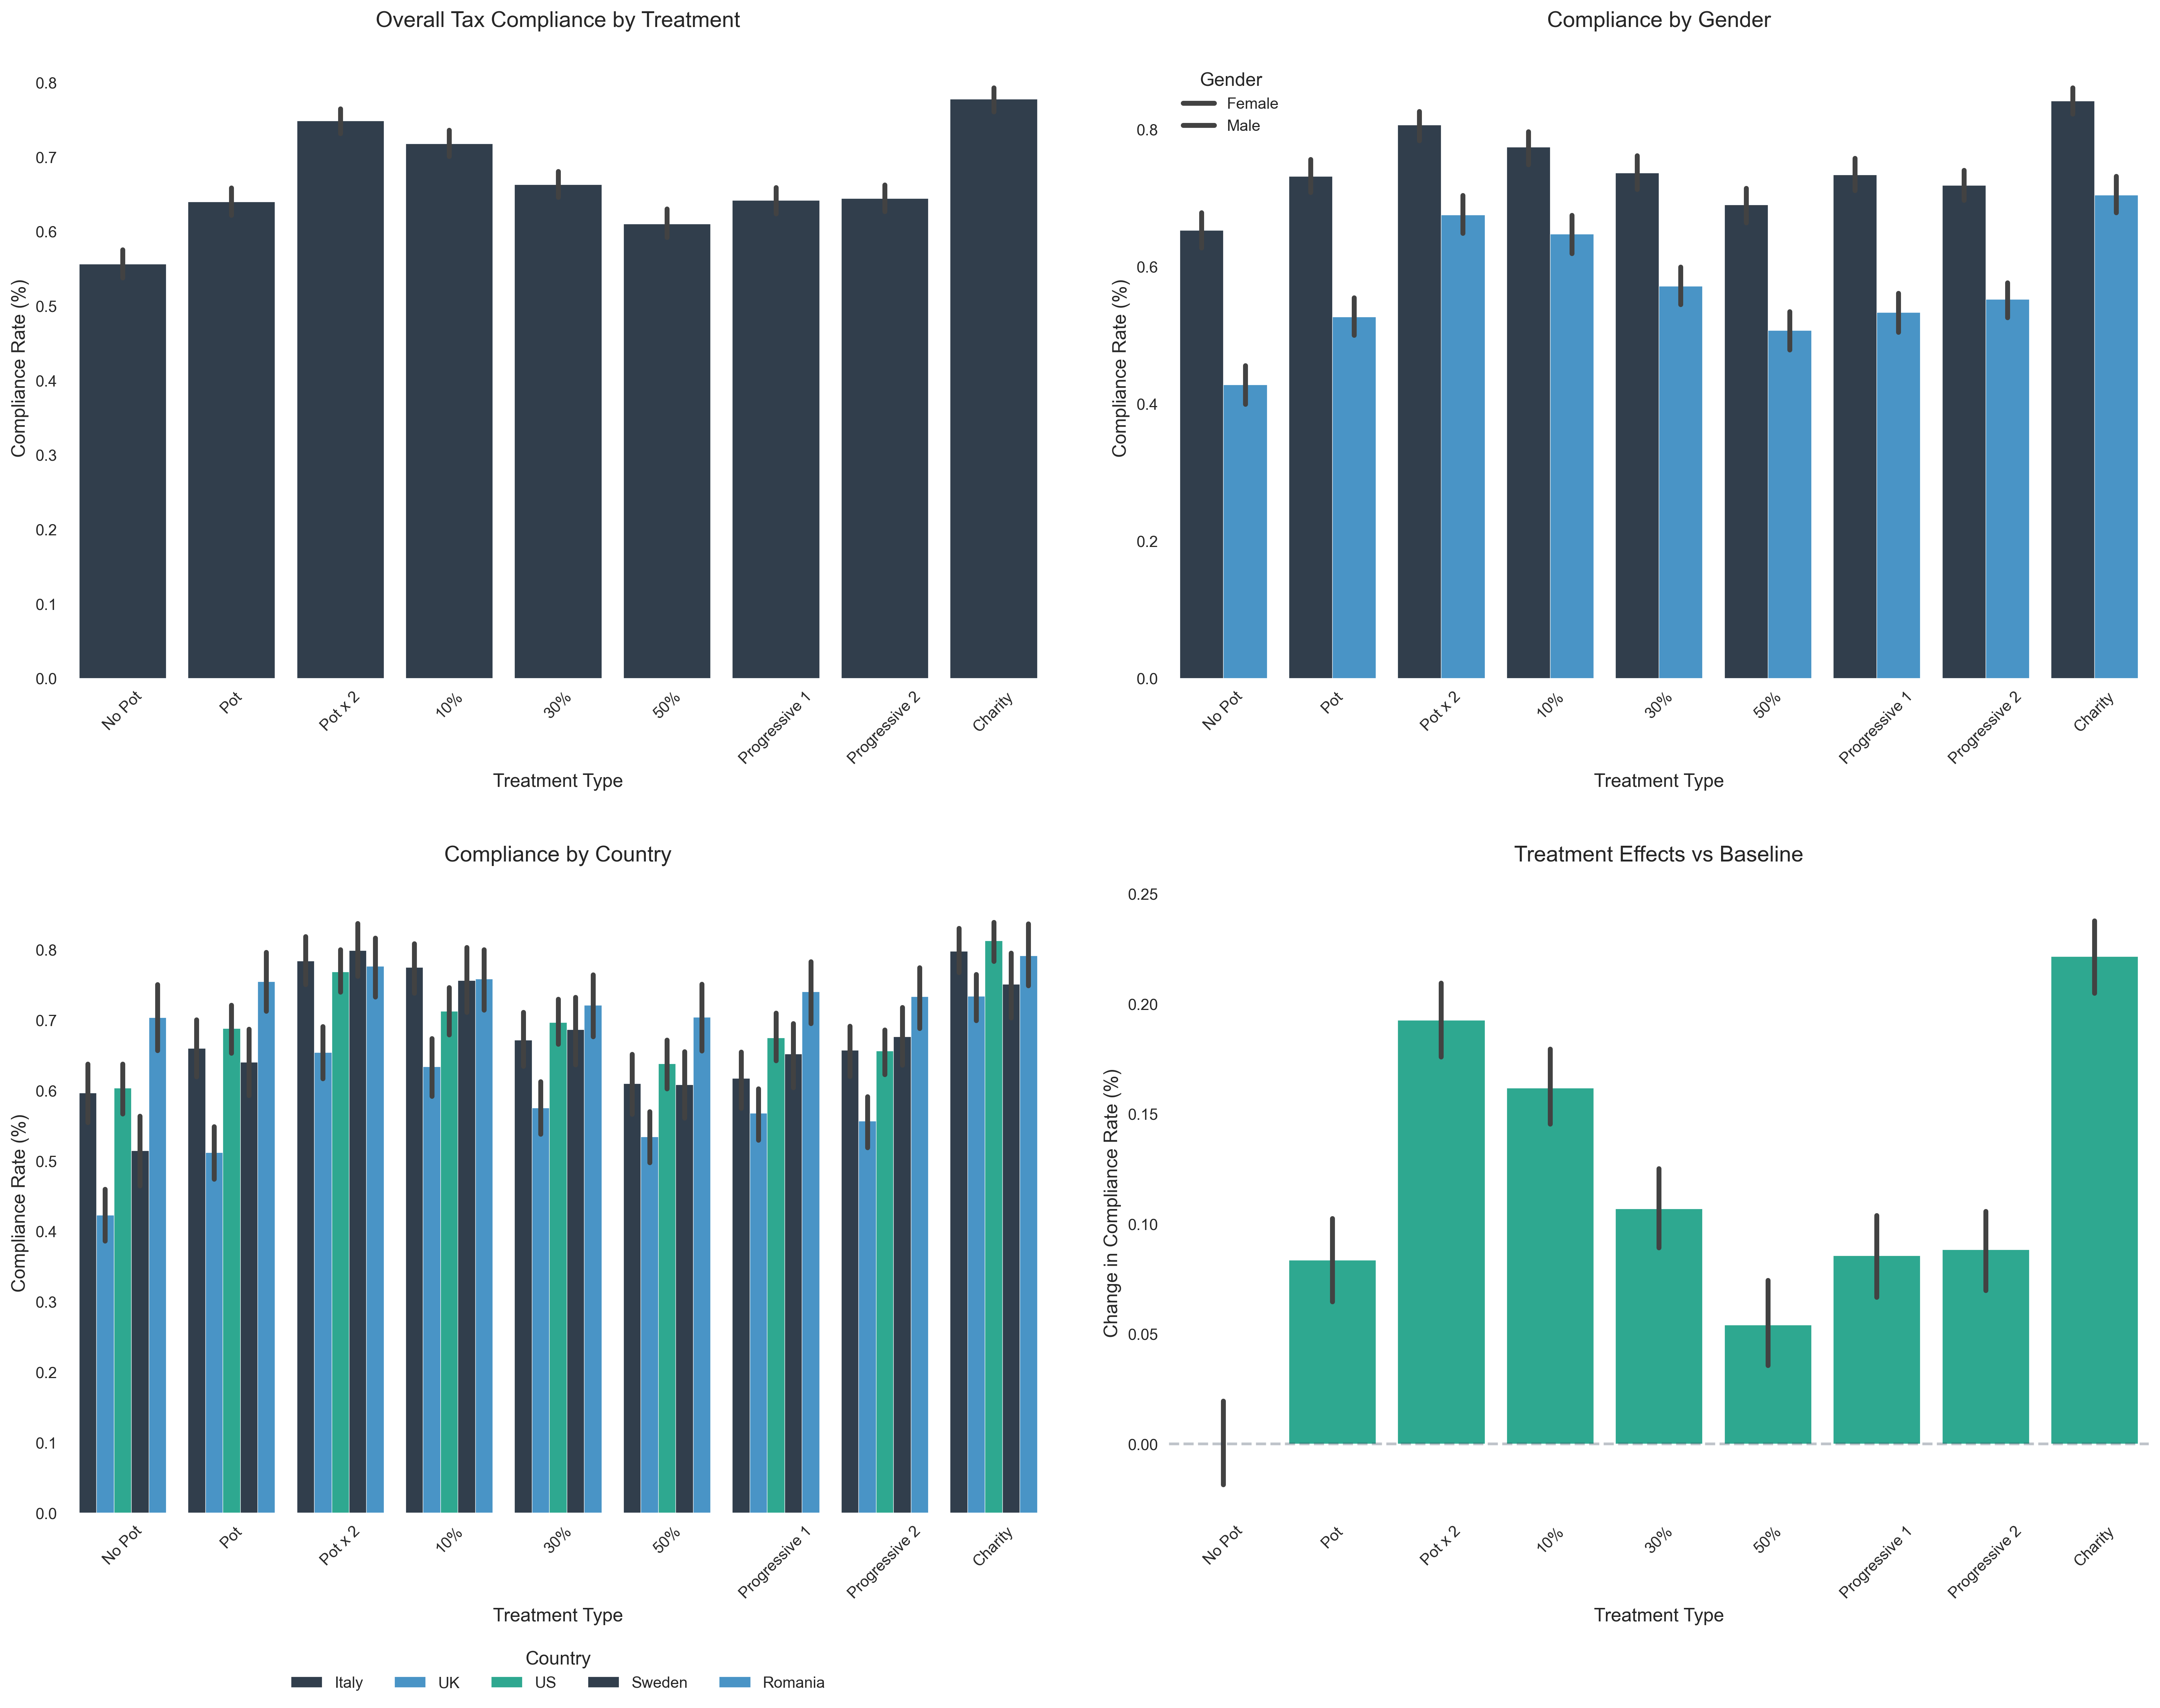 Overall Tax Compliance by Treatment
Compliance Rate (%)
0.8
0.7
0.6
0.5
0.4
0.3
0.2
0.1
0.0
No Pot
Pot
Pot x 2
10%
30%
50%
Progressive 1
Progressive 2
Charity
Treatment Type
Compliance by Gender
Gender
Female
Male
Compliance Rate (%)
0.8
0.6
0.4
0.2
0.0
No Pot
Pot
Pot x 2
10%
30%
50%
Progressive 1
Progressive 2
Charity
Treatment Type
Compliance by Country
Compliance Rate (%)
0.8
0.7
0.6
0.5
0.4
0.3
0.2
0.1
0.0
No Pot
Pot
Pot x 2
10%
30%
50%
Progressive 1
Progressive 2
Charity
Treatment Type
Country
Italy
UK
US
Sweden
Romania
Treatment Effects vs Baseline
Change in Compliance Rate (%)
0.25
0.20
0.15
0.10
0.05
0.00
No Pot
Pot
Pot x 2
10%
30%
50%
Progressive 1
Progressive 2
Charity
Treatment Type